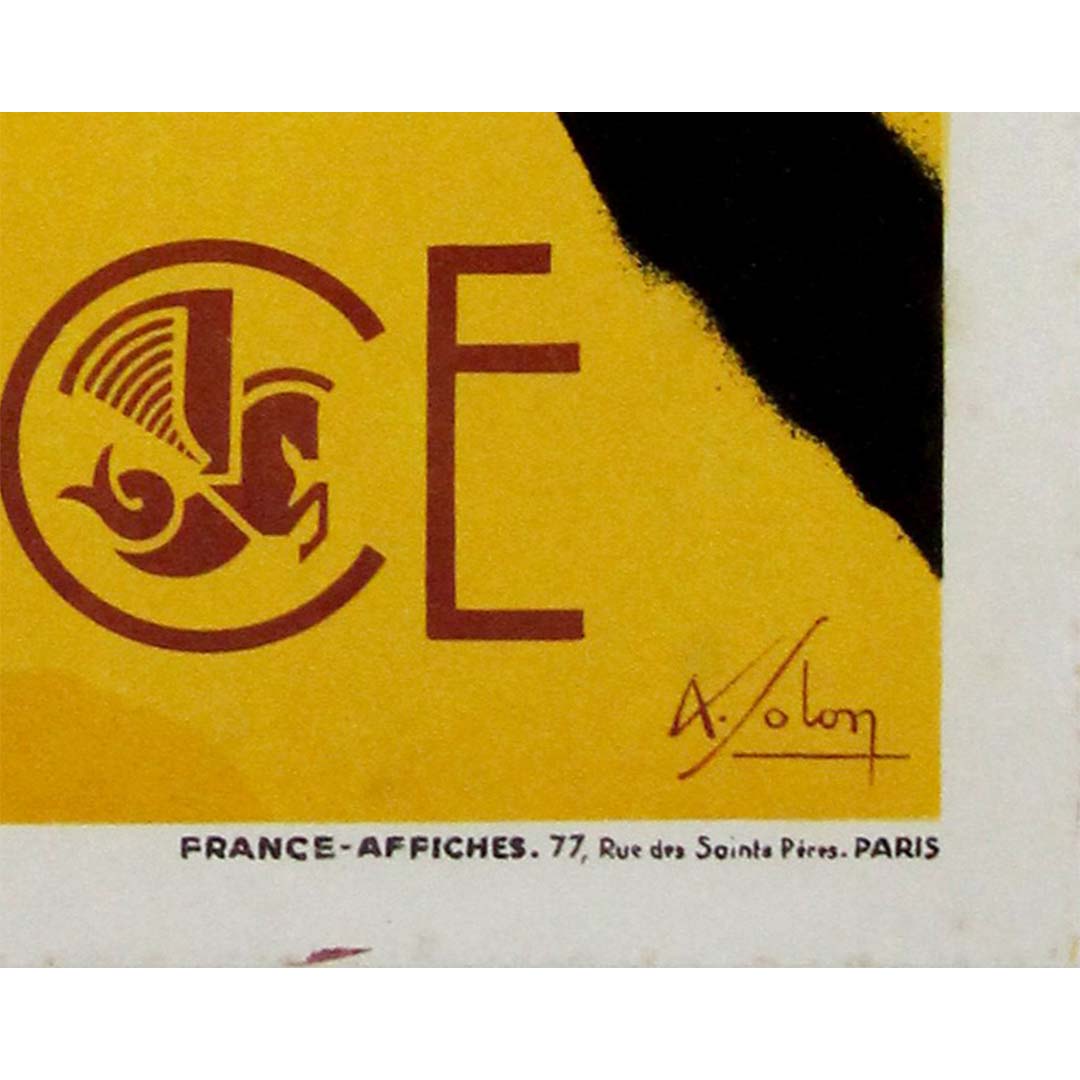 CE
A. Solon
FRANCE-AFFICHES. 77, Rue des Saints Pères. PARIS